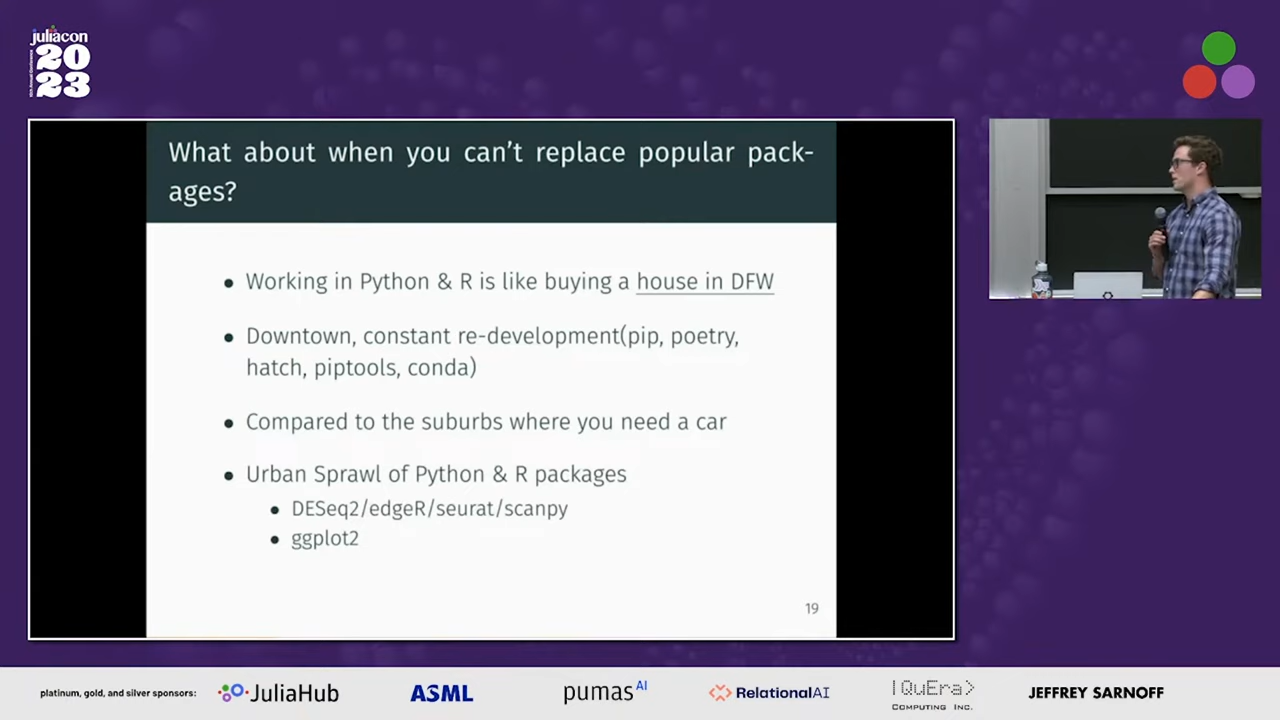 juliacon
20
23
What about when you can't replace popular pack-
ages?
• Working in Python & R is like buying a house in DFW
• Downtown, constant re-development(pip, poetry,
hatch, piptools, conda)
• Compared to the suburbs where you need a car
• Urban Sprawl of Python & R packages
• DESeq2/edgeR/seurat/scanpy
• ggplot2
19
platinum, gold, and silver sponsors:
JuliaHub
ASML
pumasAI
RelationalAI
|QuEra>
COMPUTING INC.
JEFFREY SARNOFF